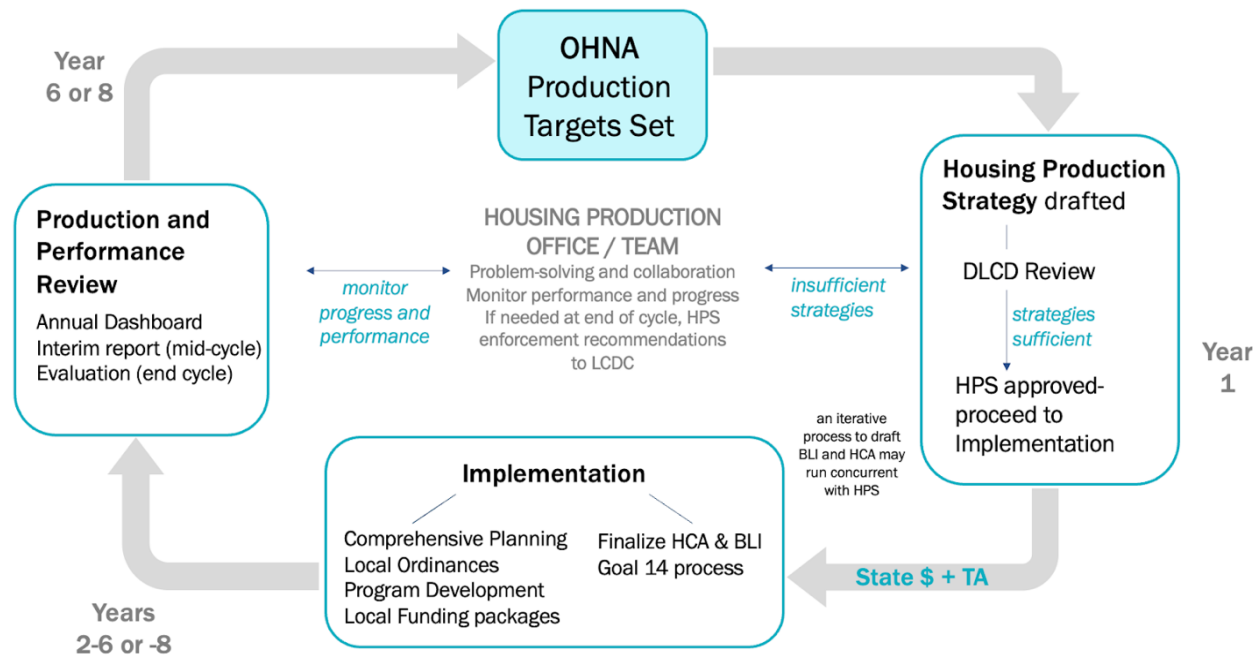 OHNA
Production
Targets Set
Year
6 or 8
Housing Production
Strategy drafted
DLCD Review
strategies
sufficient
HPS approved-
proceed to
Implementation
Year
1
Production and
Performance
Review
Annual Dashboard
Interim report (mid-cycle)
Evaluation (end cycle)
monitor
progress and
performance
HOUSING PRODUCTION
OFFICE / TEAM
Problem-solving and collaboration
Monitor performance and progress
If needed at end of cycle, HPS
enforcement recommendations
to LCDC
insufficient
strategies
an iterative
process to draft
BLI and HCA may
run concurrent
with HPS
Implementation
Comprehensive Planning
Local Ordinances
Program Development
Local Funding packages
Finalize HCA & BLI
Goal 14 process
State $ + TA
Years
2-6 or -8